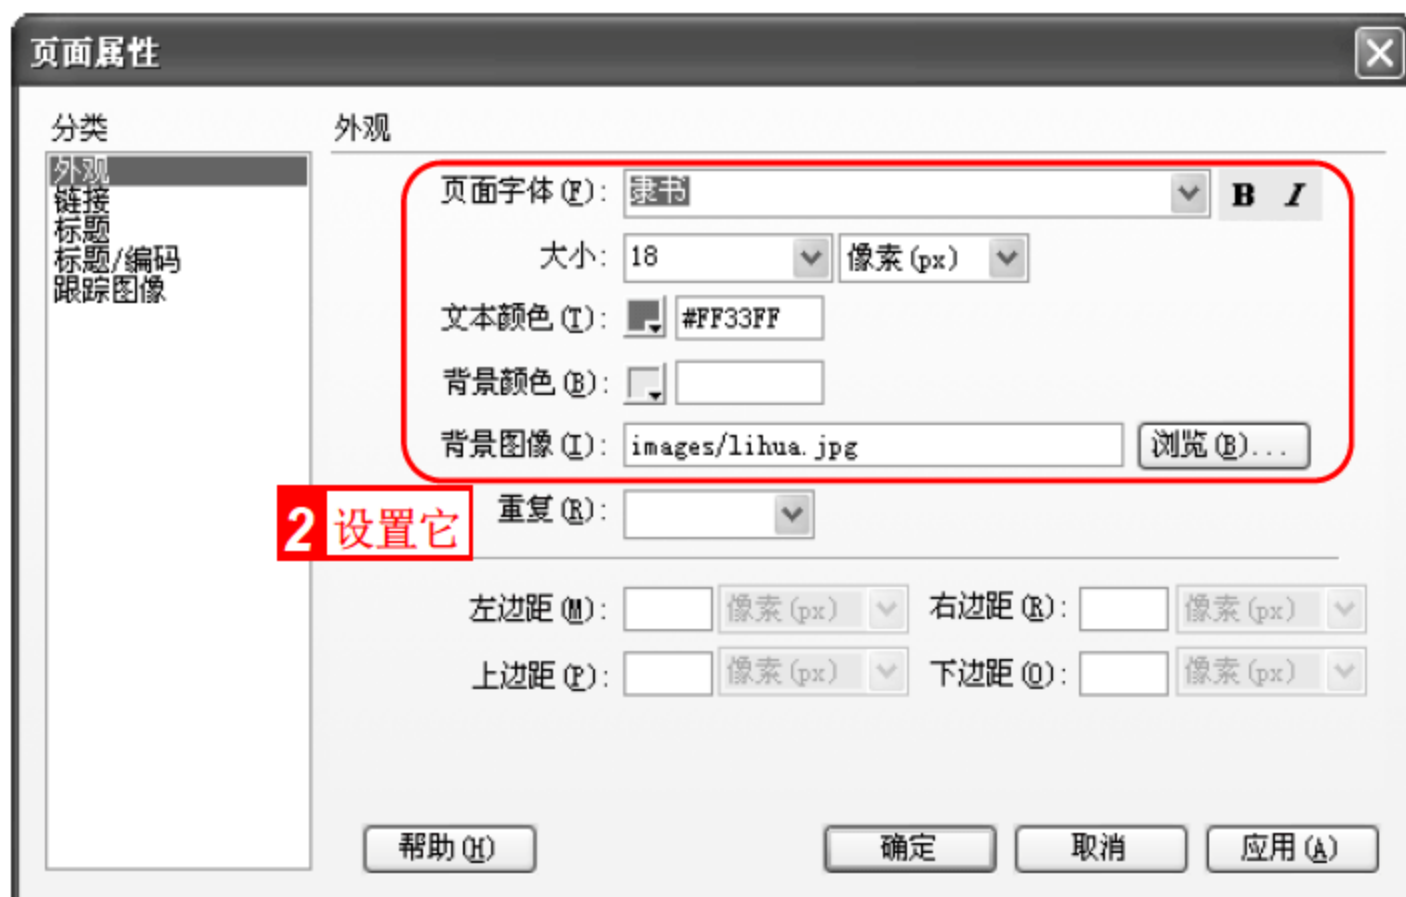 页面属性
分类
外观
链接
标题
标题/编码
跟踪图像
外观
页面字体(F): 隶书 B I
大小: 18 像素(px)
文本颜色(T): #FF33FF
背景颜色(B):
背景图像(I): images/lihua.jpg 浏览(B)...
2 设置它
重复(R):
左边距(M): 像素(px) 右边距(R): 像素(px)
上边距(P): 像素(px) 下边距(O): 像素(px)
帮助(H) 确定 取消 应用(A)